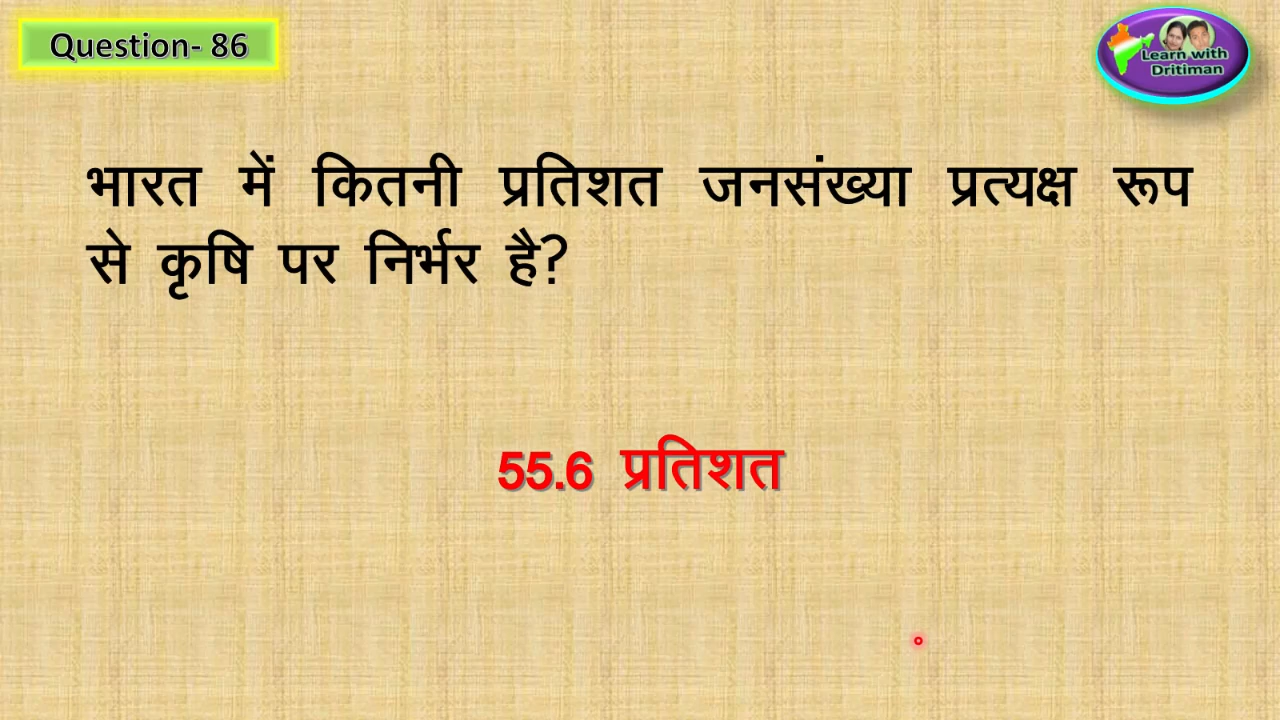 Question- 86
Learn with
Dritiman
भारत में कितनी प्रतिशत जनसंख्या प्रत्यक्ष रूप
से कृषि पर निर्भर है?
55.6 प्रतिशत